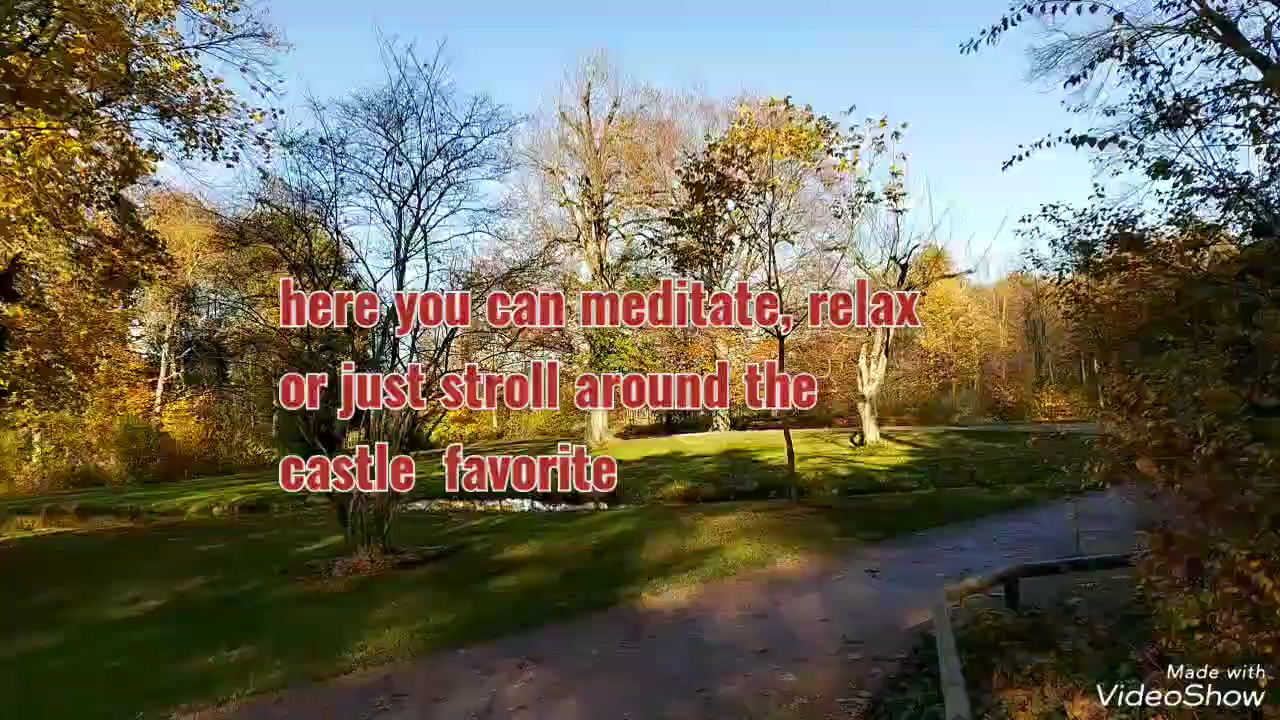 here you can meditate, relax
or just stroll around the
castle  favorite
Made with
VideoShow